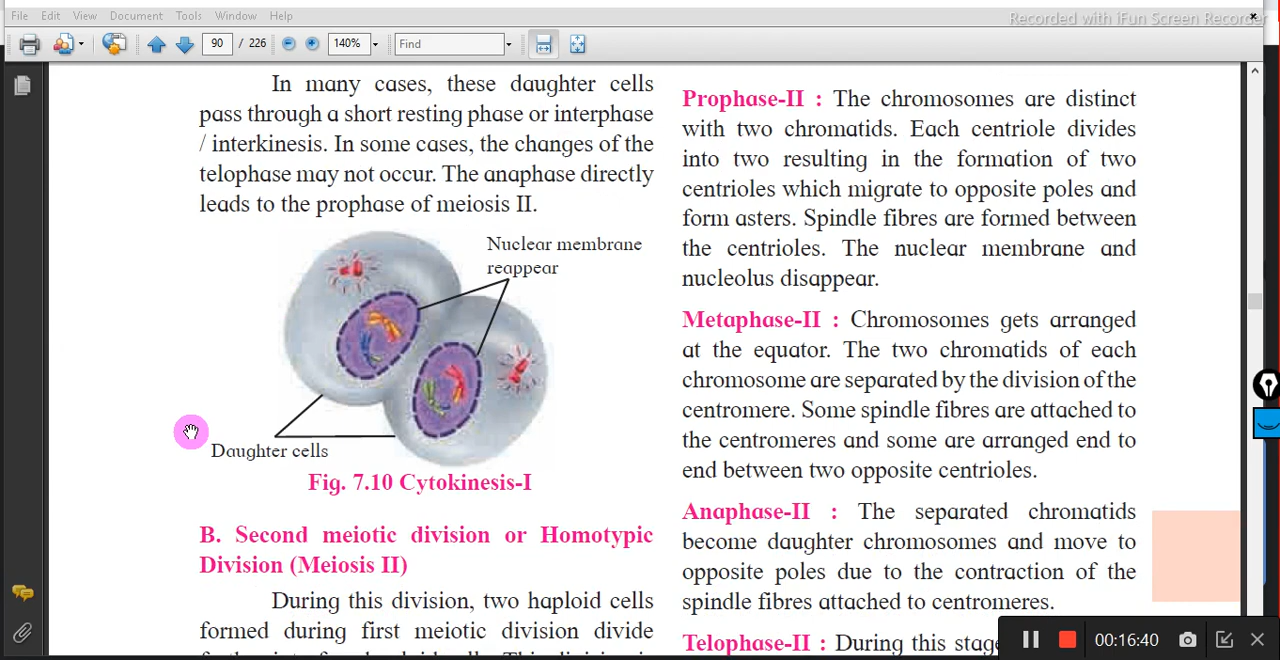 File Edit View Document Tools Window Help
Recorded with iFun Screen Recorder
90 / 226 140% Find
In many cases, these daughter cells
pass through a short resting phase or interphase
/ interkinesis. In some cases, the changes of the
telophase may not occur. The anaphase directly
leads to the prophase of meiosis II.
Nuclear membrane
reappear
Daughter cells
Fig. 7.10 Cytokinesis-I
B. Second meiotic division or Homotypic
Division (Meiosis II)
During this division, two haploid cells
formed during first meiotic division divide
Prophase-II : The chromosomes are distinct
with two chromatids. Each centriole divides
into two resulting in the formation of two
centrioles which migrate to opposite poles and
form asters. Spindle fibres are formed between
the centrioles. The nuclear membrane and
nucleolus disappear.
Metaphase-II : Chromosomes gets arranged
at the equator. The two chromatids of each
chromosome are separated by the division of the
centromere. Some spindle fibres are attached to
the centromeres and some are arranged end to
end between two opposite centrioles.
Anaphase-II : The separated chromatids
become daughter chromosomes and move to
opposite poles due to the contraction of the
spindle fibres attached to centromeres.
Telophase-II : During this stage
00:16:40